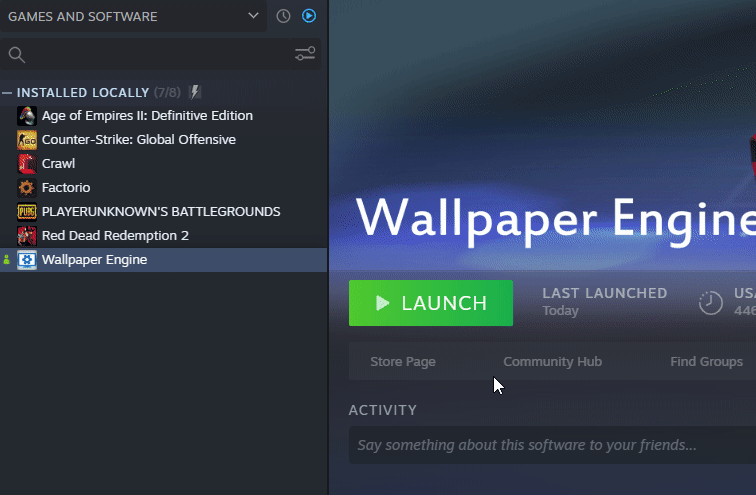 GAMES AND SOFTWARE
INSTALLED LOCALLY (7/8)
Age of Empires II: Definitive Edition
Counter-Strike: Global Offensive
Crawl
Factorio
PLAYERUNKNOWN'S BATTLEGROUNDS
Red Dead Redemption 2
Wallpaper Engine
Wallpaper Engine
LAUNCH
LAST LAUNCHED
Today
USA
446
Store Page
Community Hub
Find Groups
ACTIVITY
Say something about this software to your friends...